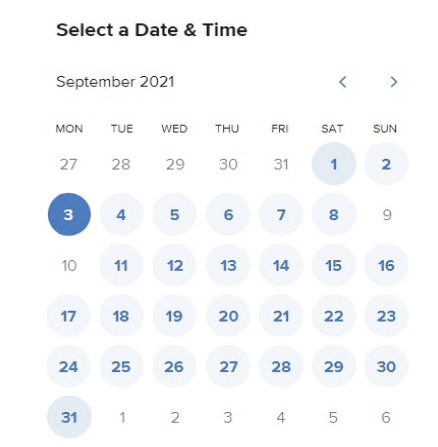 Select a Date & Time
September 2021
MON TUE WED THU FRI SAT SUN
27 28 29 30 31 1 2
3 4 5 6 7 8 9
10 11 12 13 14 15 16
17 18 19 20 21 22 23
24 25 26 27 28 29 30
31 1 2 3 4 5 6